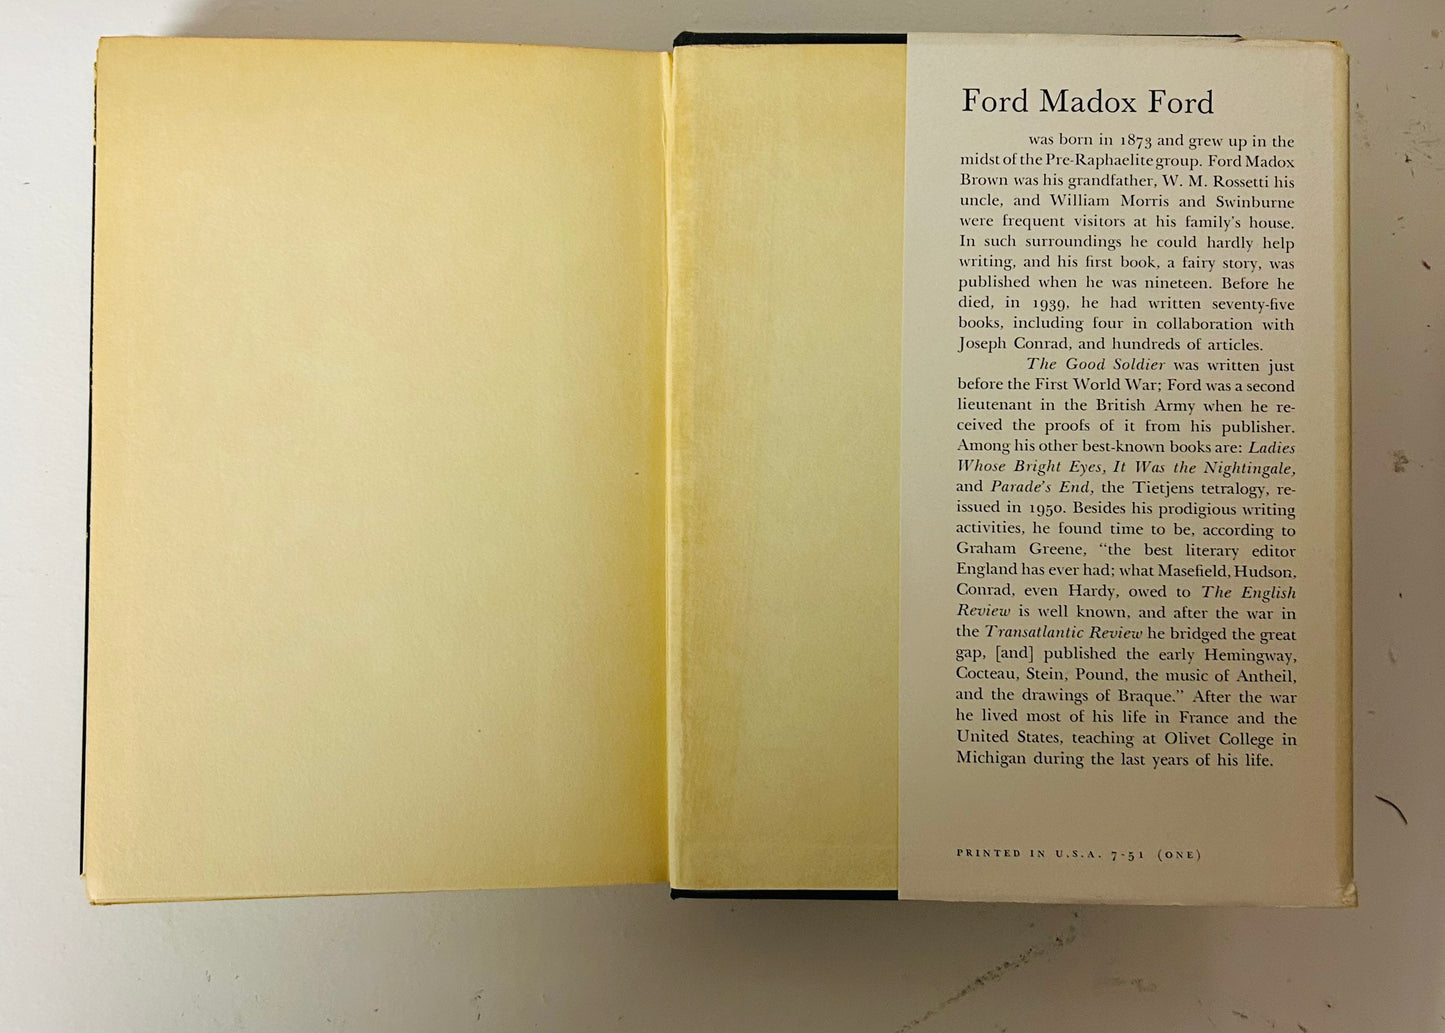 Ford Madox Ford
was born in 1873 and grew up in the
midst of the Pre-Raphaelite group. Ford Madox
Brown was his grandfather, W. M. Rossetti his
uncle, and William Morris and Swinburne
were frequent visitors at his family's house.
In such surroundings he could hardly help
writing, and his first book, a fairy story, was
published when he was nineteen. Before he
died, in 1939, he had written seventy-five
books, including four in collaboration with
Joseph Conrad, and hundreds of articles.
The Good Soldier was written just
before the First World War; Ford was a second
lieutenant in the British Army when he re-
ceived the proofs of it from his publisher.
Among his other best-known books are: Ladies
Whose Bright Eyes, It Was the Nightingale,
and Parade's End, the Tietjens tetralogy, re-
issued in 1950. Besides his prodigious writing
activities, he found time to be, according to
Graham Greene, "the best literary editor
England has ever had; what Masefield, Hudson,
Conrad, even Hardy, owed to The English
Review is well known, and after the war in
the Transatlantic Review he bridged the great
gap, [and] published the early Hemingway,
Cocteau, Stein, Pound, the music of Antheil,
and the drawings of Braque." After the war
he lived most of his life in France and the
United States, teaching at Olivet College in
Michigan during the last years of his life.
PRINTED IN U.S.A. 7-51 (ONE)